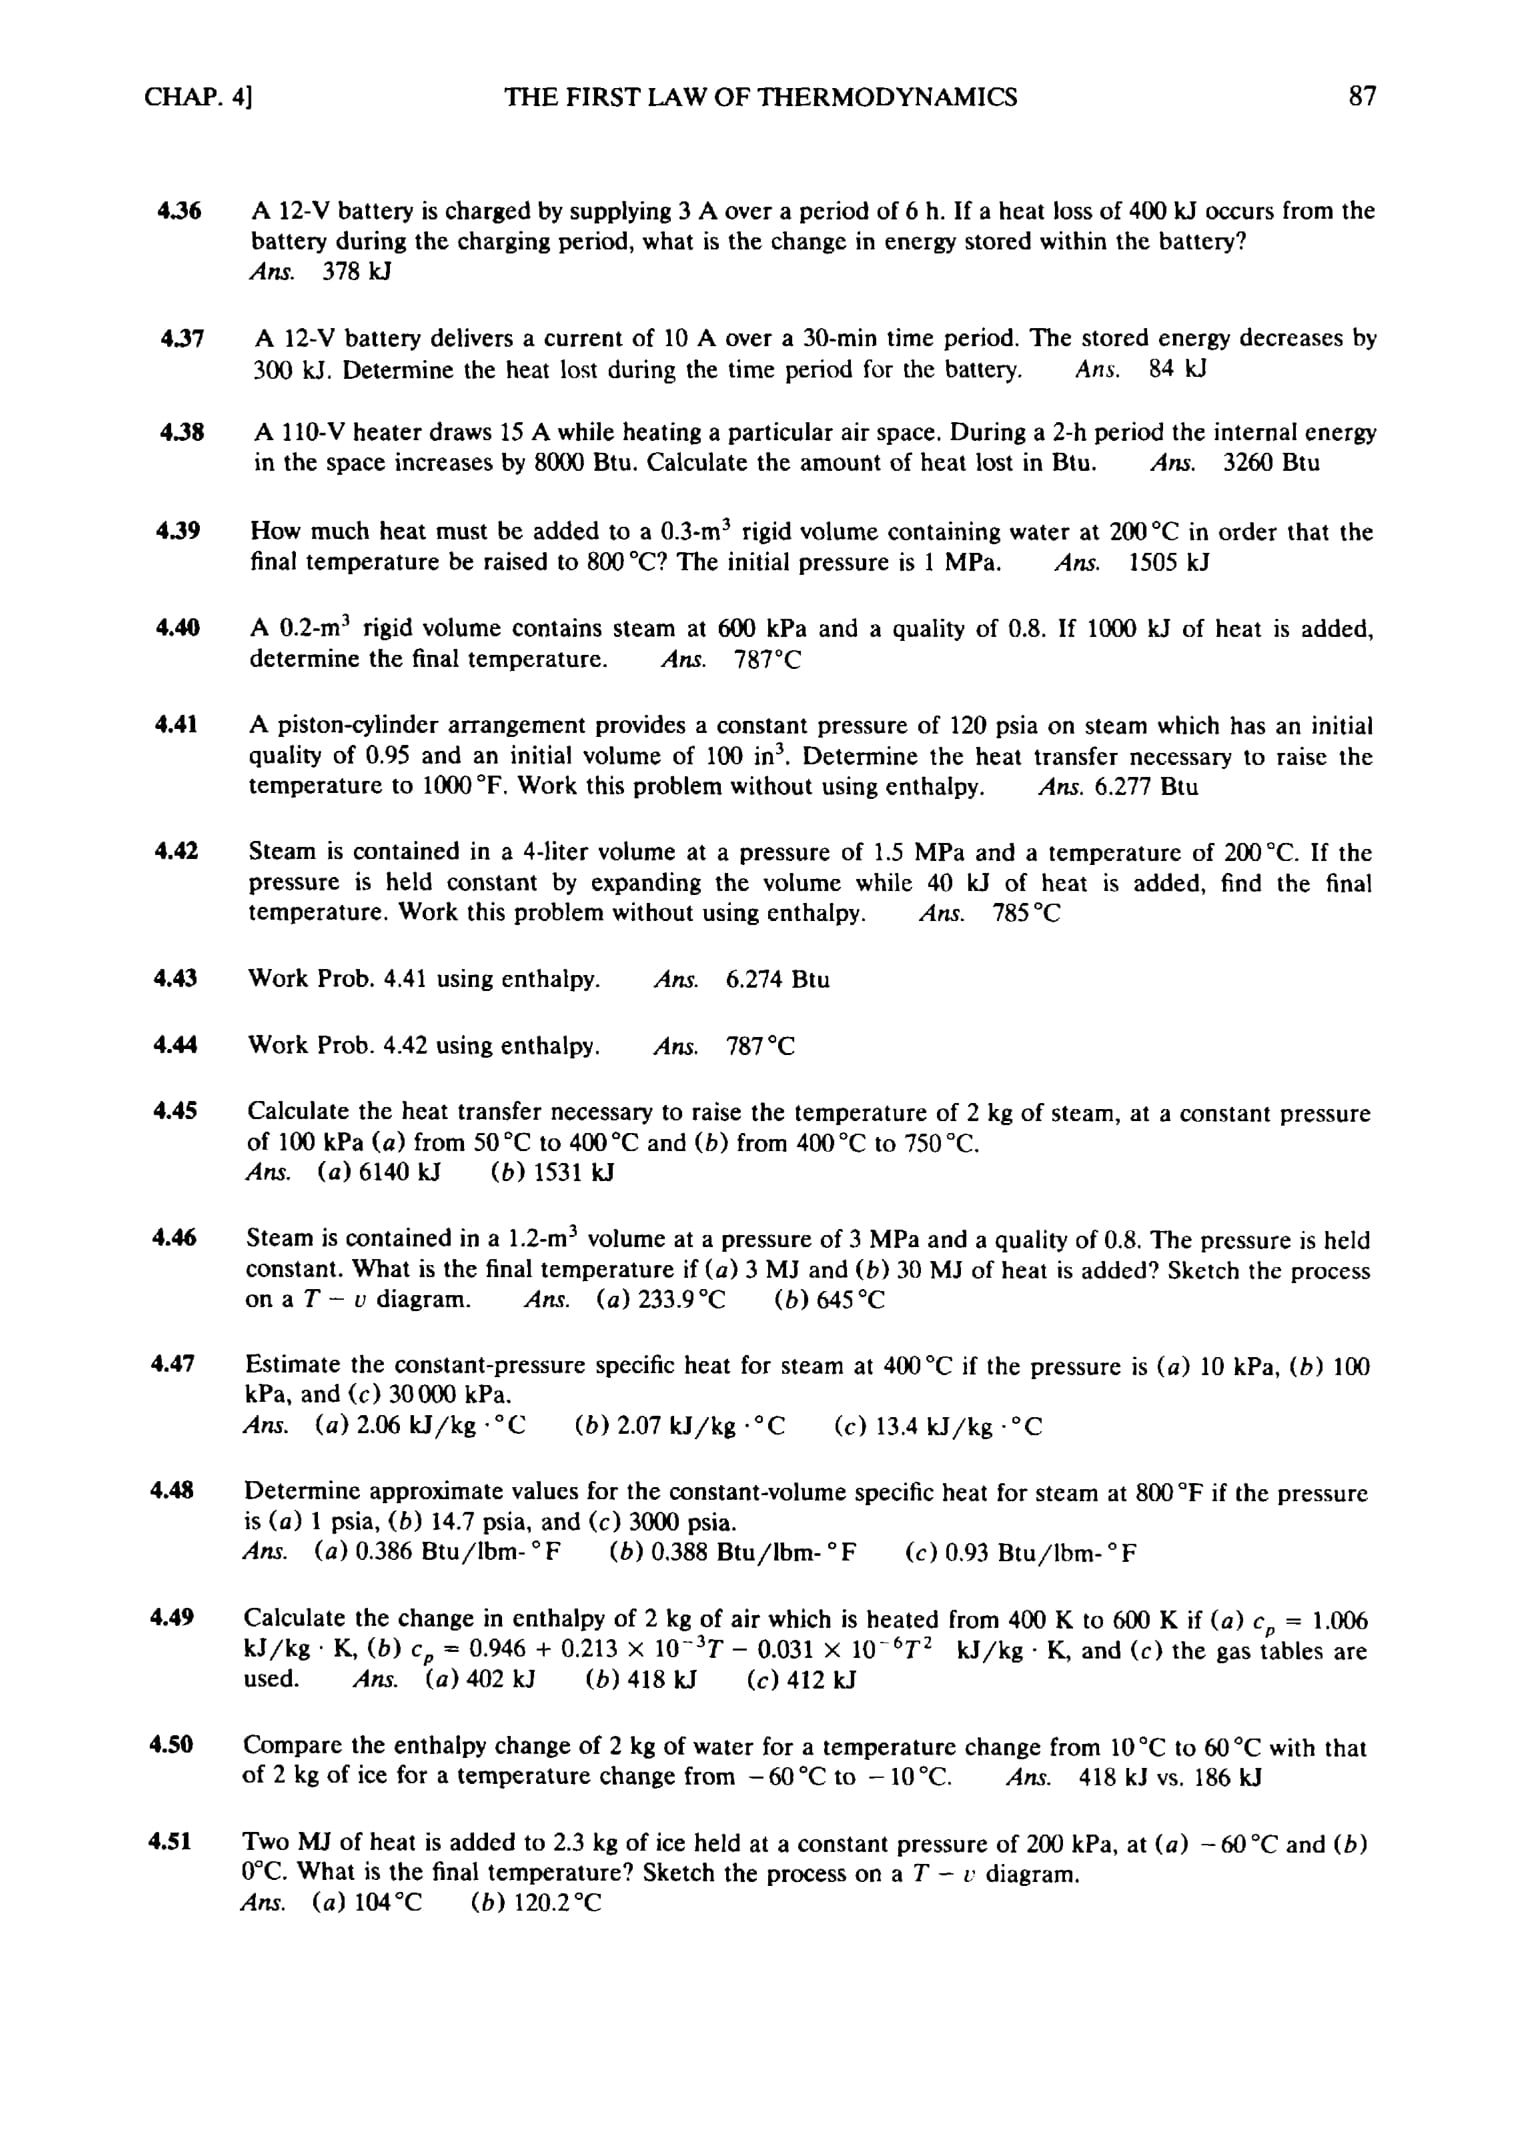 CHAP. 4] THE FIRST LAW OF THERMODYNAMICS 87
4.36 A 12-V battery is charged by supplying 3 A over a period of 6 h. If a heat loss of 400 kJ occurs from the
battery during the charging period, what is the change in energy stored within the battery?
Ans. 378 kJ
4.37 A 12-V battery delivers a current of 10 A over a 30-min time period. The stored energy decreases by
300 kJ. Determine the heat lost during the time period for the battery. Ans. 84 kJ
4.38 A 110-V heater draws 15 A while heating a particular air space. During a 2-h period the internal energy
in the space increases by 8000 Btu. Calculate the amount of heat lost in Btu. Ans. 3260 Btu
4.39 How much heat must be added to a 0.3-m³ rigid volume containing water at 200 °C in order that the
final temperature be raised to 800 °C? The initial pressure is 1 MPa. Ans. 1505 kJ
4.40 A 0.2-m³ rigid volume contains steam at 600 kPa and a quality of 0.8. If 1000 kJ of heat is added,
determine the final temperature. Ans. 787°C
4.41 A piston-cylinder arrangement provides a constant pressure of 120 psia on steam which has an initial
quality of 0.95 and an initial volume of 100 in³. Determine the heat transfer necessary to raise the
temperature to 1000 °F. Work this problem without using enthalpy. Ans. 6.277 Btu
4.42 Steam is contained in a 4-liter volume at a pressure of 1.5 MPa and a temperature of 200 °C. If the
pressure is held constant by expanding the volume while 40 kJ of heat is added, find the final
temperature. Work this problem without using enthalpy. Ans. 785 °C
4.43 Work Prob. 4.41 using enthalpy. Ans. 6.274 Btu
4.44 Work Prob. 4.42 using enthalpy. Ans. 787 °C
4.45 Calculate the heat transfer necessary to raise the temperature of 2 kg of steam, at a constant pressure
of 100 kPa (a) from 50 °C to 400 °C and (b) from 400 °C to 750 °C.
Ans. (a) 6140 kJ (b) 1531 kJ
4.46 Steam is contained in a 1.2-m³ volume at a pressure of 3 MPa and a quality of 0.8. The pressure is held
constant. What is the final temperature if (a) 3 MJ and (b) 30 MJ of heat is added? Sketch the process
on a T – v diagram. Ans. (a) 233.9 °C (b) 645 °C
4.47 Estimate the constant-pressure specific heat for steam at 400 °C if the pressure is (a) 10 kPa, (b) 100
kPa, and (c) 30 000 kPa.
Ans. (a) 2.06 kJ/kg · °C (b) 2.07 kJ/kg · °C (c) 13.4 kJ/kg · °C
4.48 Determine approximate values for the constant-volume specific heat for steam at 800 °F if the pressure
is (a) 1 psia, (b) 14.7 psia, and (c) 3000 psia.
Ans. (a) 0.386 Btu/lbm- °F (b) 0.388 Btu/lbm- °F (c) 0.93 Btu/lbm- °F
4.49 Calculate the change in enthalpy of 2 kg of air which is heated from 400 K to 600 K if (a) cₚ = 1.006
kJ/kg · K, (b) cₚ = 0.946 + 0.213 × 10⁻³T – 0.031 × 10⁻⁶T² kJ/kg · K, and (c) the gas tables are
used. Ans. (a) 402 kJ (b) 418 kJ (c) 412 kJ
4.50 Compare the enthalpy change of 2 kg of water for a temperature change from 10 °C to 60 °C with that
of 2 kg of ice for a temperature change from – 60 °C to – 10 °C. Ans. 418 kJ vs. 186 kJ
4.51 Two MJ of heat is added to 2.3 kg of ice held at a constant pressure of 200 kPa, at (a) – 60 °C and (b)
0°C. What is the final temperature? Sketch the process on a T – v diagram.
Ans. (a) 104 °C (b) 120.2 °C